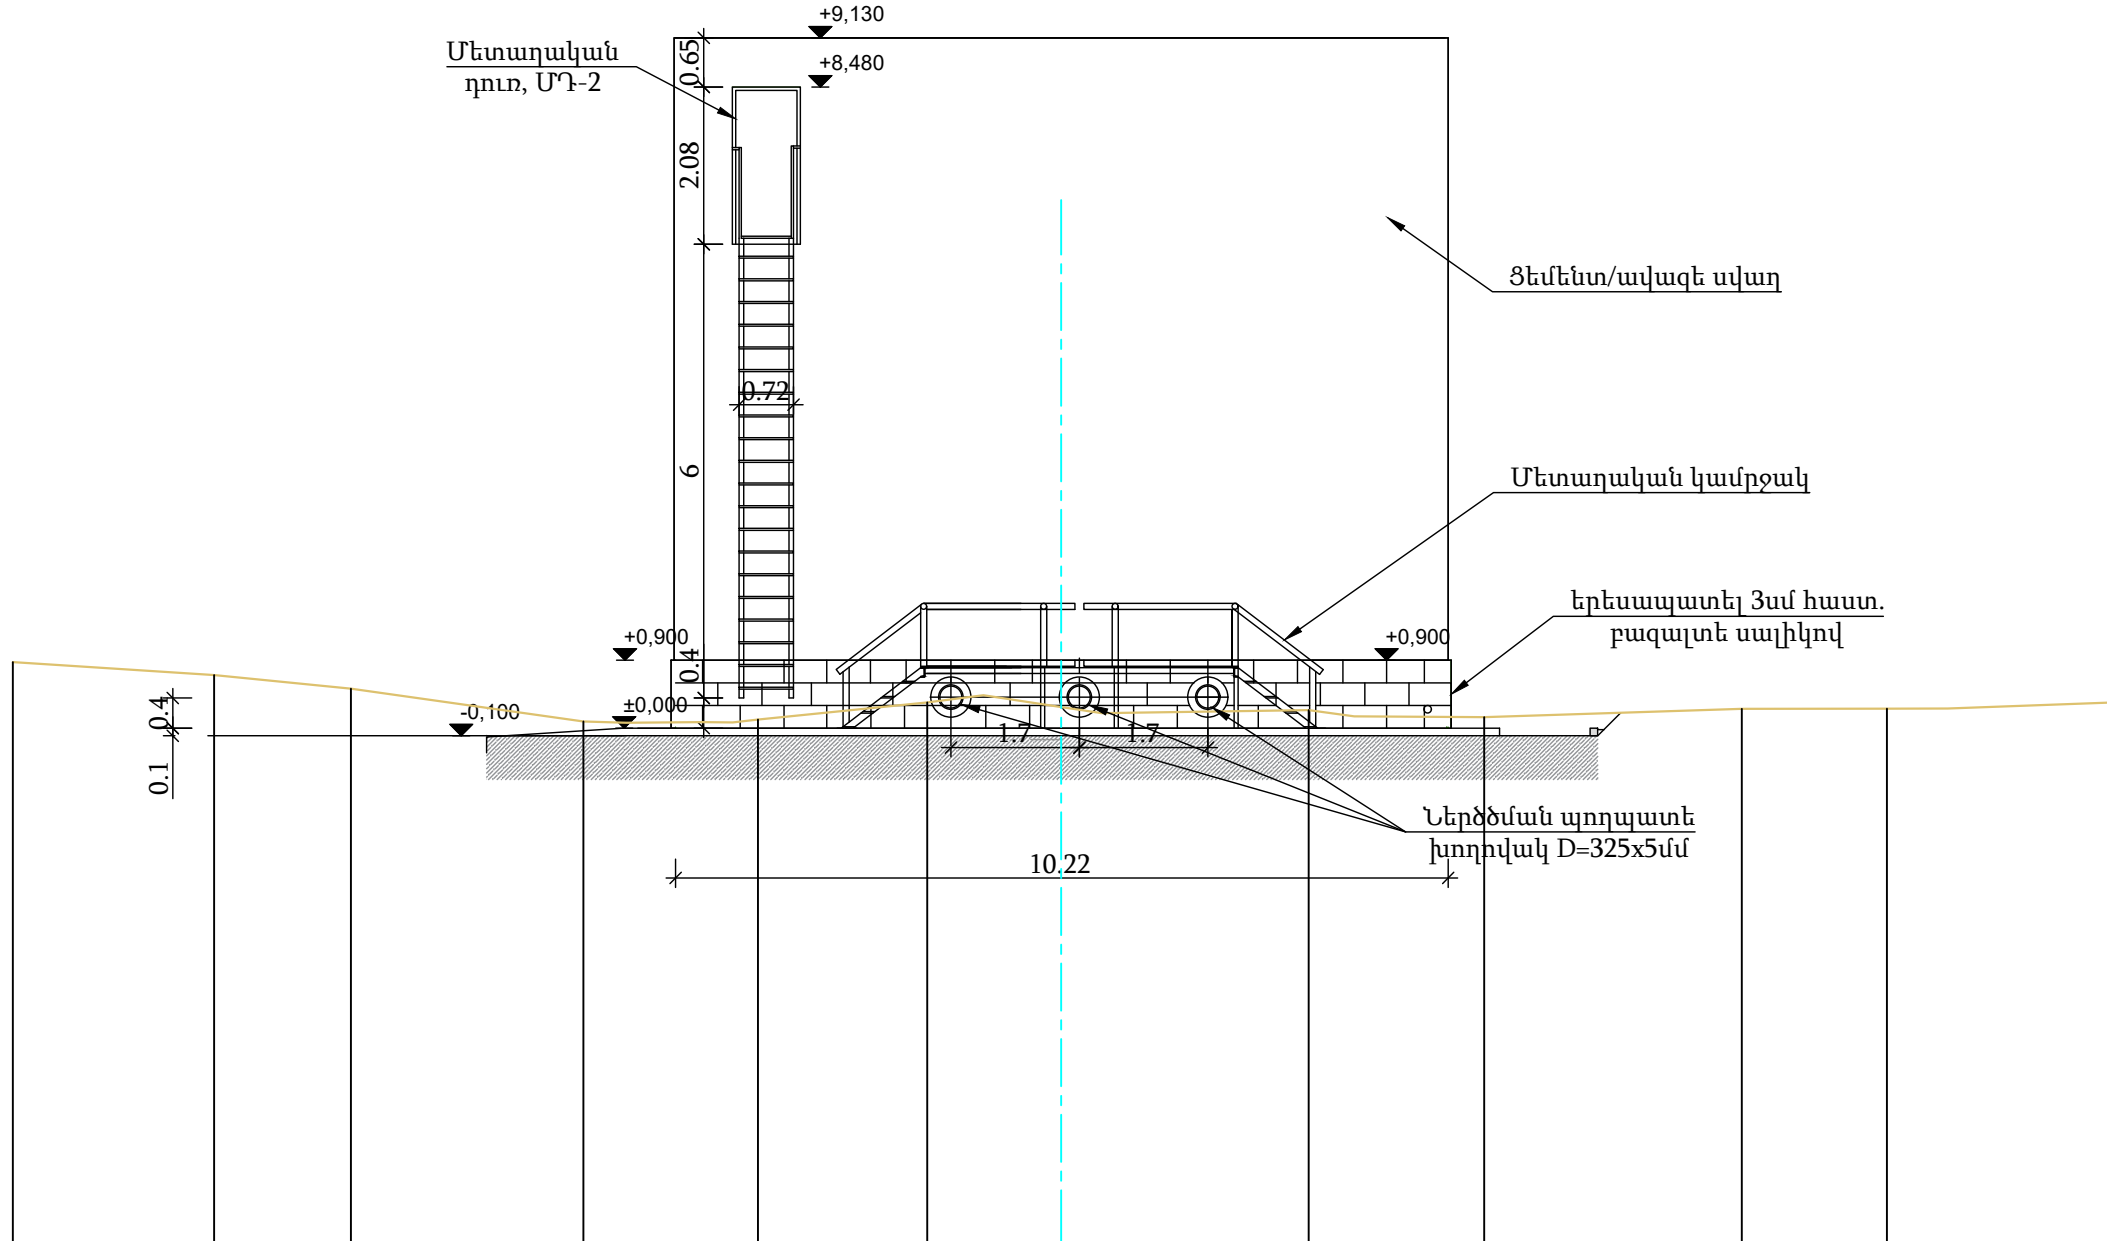 +9,130
Մետաղական
դուռ, ՄԴ-2
0.65
+8,480
2.08
Ցեմենտ/ավազե սվաղ
0.72
6
Մետաղական կամրջակ
երեսապատել 3սմ հաստ.
բազալտե սալիկով
+0,900
+0,900
0.4
0.4
-0,100
±0,000
1.7
1.7
0.1
Ներծծման պողպատե
խողովակ D=325x5մմ
10.22